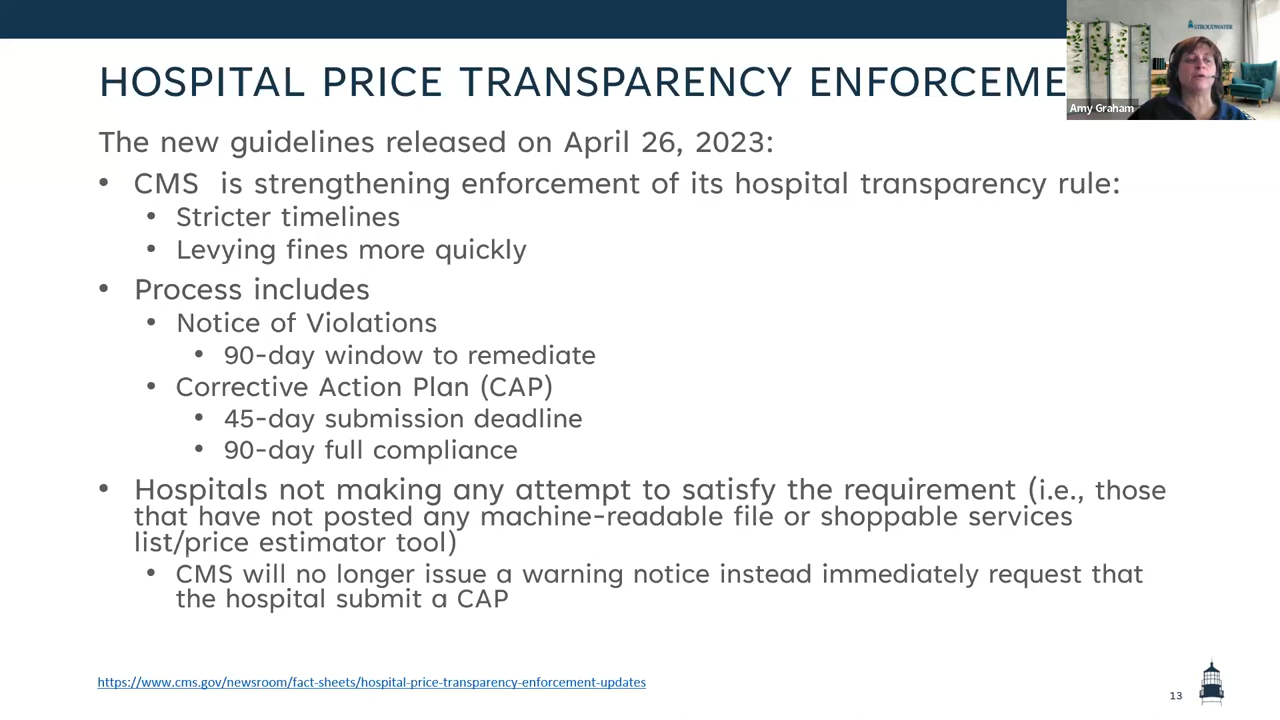 STROUDWATER
Amy Graham
HOSPITAL PRICE TRANSPARENCY ENFORCEME
The new guidelines released on April 26, 2023:
• CMS is strengthening enforcement of its hospital transparency rule:
• Stricter timelines
• Levying fines more quickly
• Process includes
• Notice of Violations
• 90-day window to remediate
• Corrective Action Plan (CAP)
• 45-day submission deadline
• 90-day full compliance
• Hospitals not making any attempt to satisfy the requirement (i.e., those
that have not posted any machine-readable file or shoppable services
list/price estimator tool)
• CMS will no longer issue a warning notice instead immediately request that
the hospital submit a CAP
https://www.cms.gov/newsroom/fact-sheets/hospital-price-transparency-enforcement-updates
13